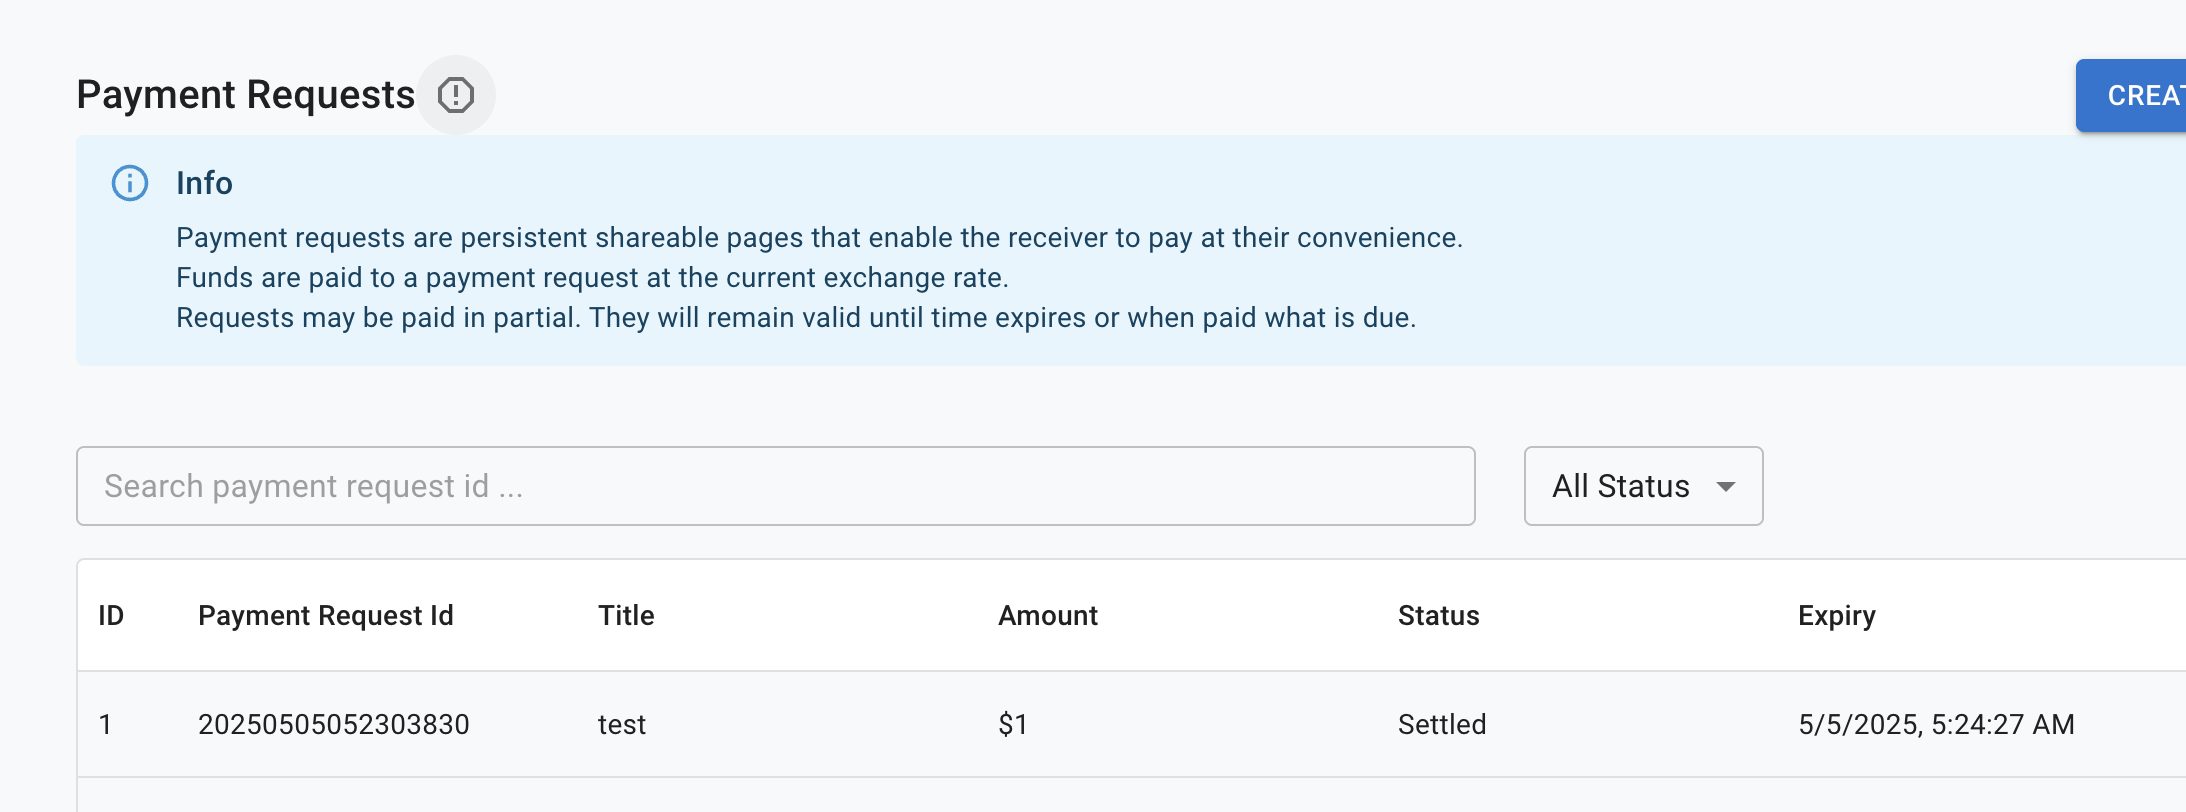 Payment Requests
CREAT
Info
Payment requests are persistent shareable pages that enable the receiver to pay at their convenience.
Funds are paid to a payment request at the current exchange rate.
Requests may be paid in partial. They will remain valid until time expires or when paid what is due.
Search payment request id ...
All Status
ID Payment Request Id Title Amount Status Expiry
1 20250505052303830 test $1 Settled 5/5/2025, 5:24:27 AM